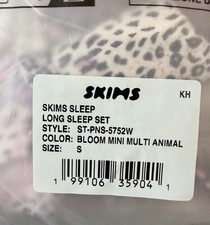 SKIMS
KH
SKIMS SLEEP
LONG SLEEP SET
STYLE: ST-PNS-5752W
COLOR: BLOOM MINI MULTI ANIMAL
SIZE: S
1 99106 35904 1